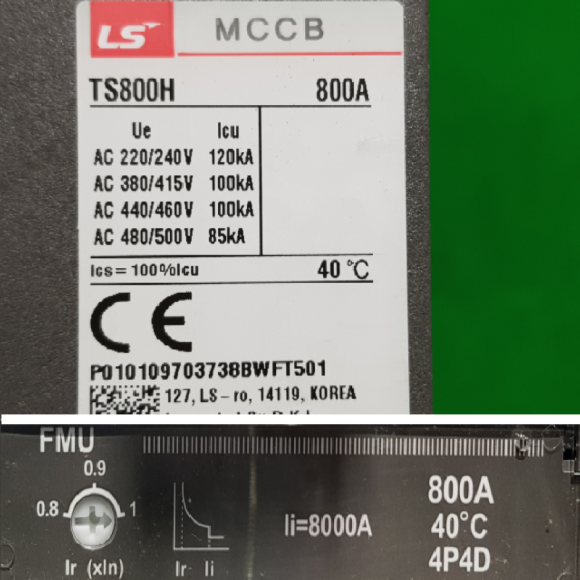 LS
MCCB
TS800H 800A
Ue Icu
AC 220/240V 120kA
AC 380/415V 100kA
AC 440/460V 100kA
AC 480/500V 85kA
Ics=100%Icu 40℃
CE
P0101097037388WFT501
127, LS-ro, 14119, KOREA
FMU
0.9
0.8 1
Ir (xIn)
Ir Ii
Ii=8000A
800A
40°C
4P4D